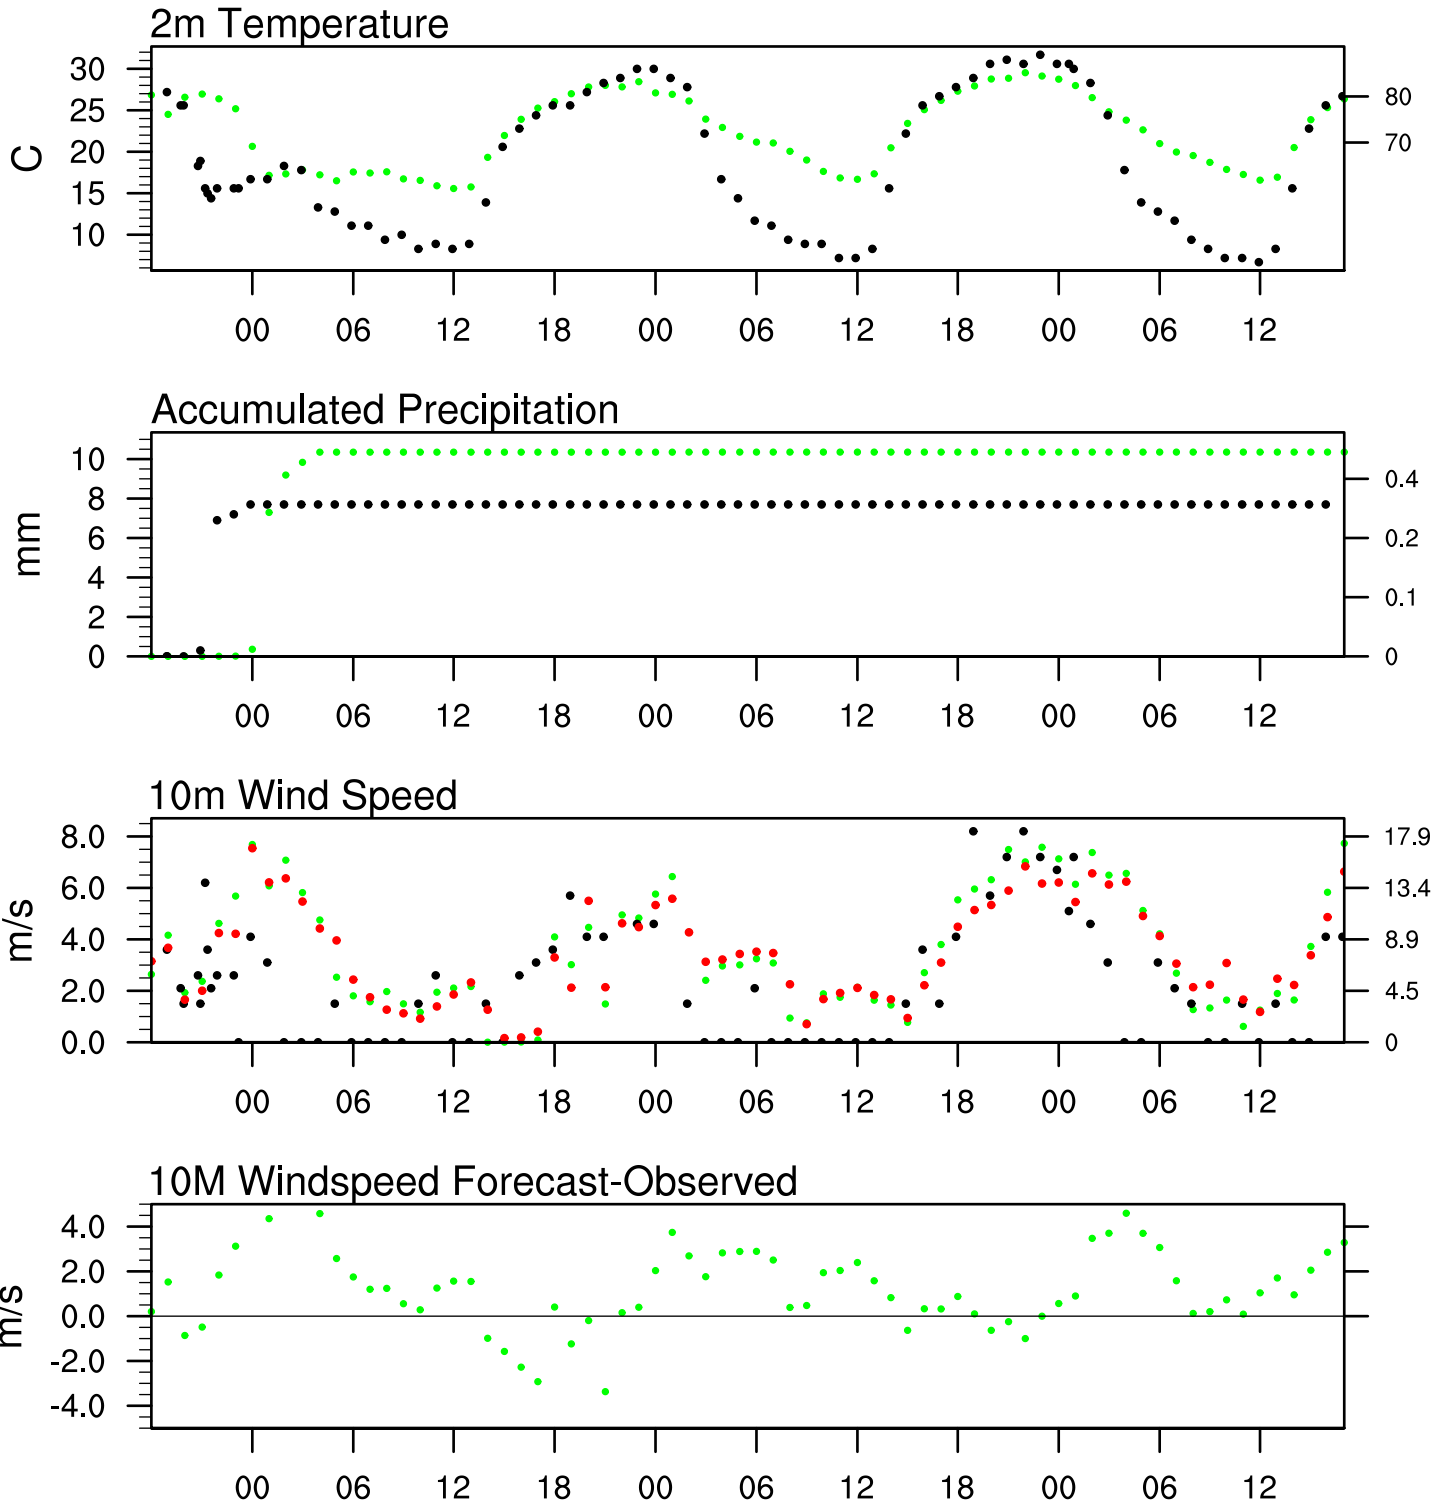 2m Temperature
30
25
20
15
10
C
80
70
00 06 12 18 00 06 12 18 00 06 12
Accumulated Precipitation
10
8
6
4
2
0
mm
0.4
0.2
0.1
0
00 06 12 18 00 06 12 18 00 06 12
10m Wind Speed
8.0
6.0
4.0
2.0
0.0
m/s
17.9
13.4
8.9
4.5
0
00 06 12 18 00 06 12 18 00 06 12
10M Windspeed Forecast-Observed
4.0
2.0
0.0
-2.0
-4.0
m/s
00 06 12 18 00 06 12 18 00 06 12